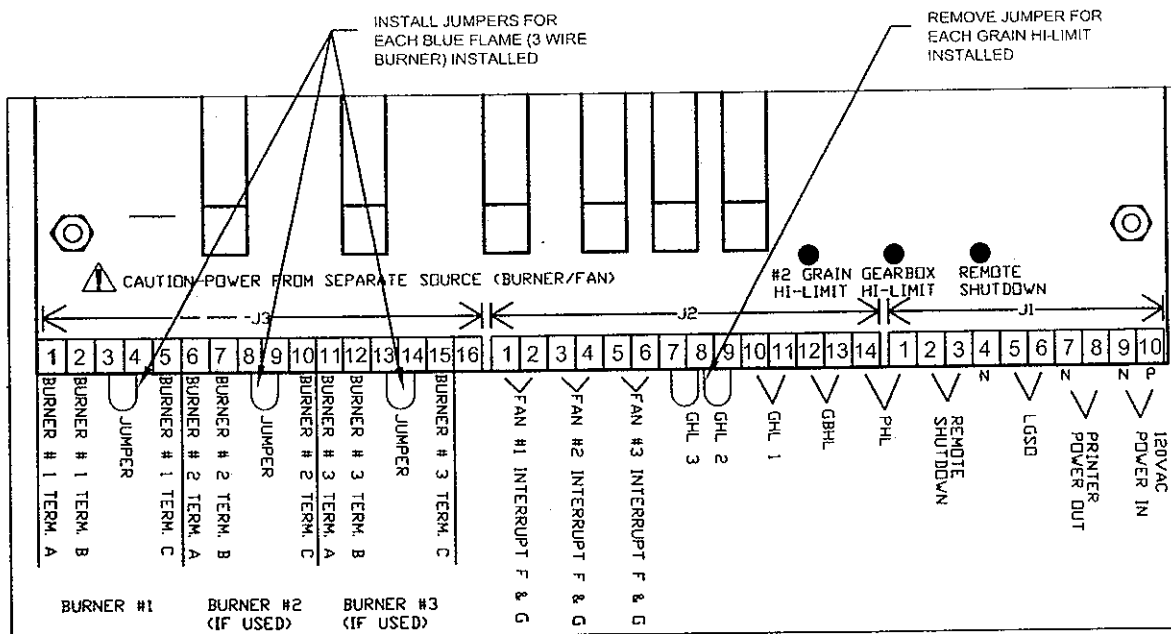 INSTALL JUMPERS FOR
EACH BLUE FLAME (3 WIRE
BURNER) INSTALLED
REMOVE JUMPER FOR
EACH GRAIN HI-LIMIT
INSTALLED
CAUTION-POWER FROM SEPARATE SOURCE (BURNER/FAN)
#2 GRAIN
HI-LIMIT
GEARBOX
HI-LIMIT
REMOTE
SHUTDOWN
J3
J2
J1
1 2 3 4 5 6 7 8 9 10 11 12 13 14 15 16
1 2 3 4 5 6 7 8 9 10 11 12 13 14
1 2 3 4 5 6 7 8 9 10
N N N P
BURNER # 1 TERM. A
BURNER # 1 TERM. B
JUMPER
BURNER # 1 TERM. C
BURNER # 2 TERM. A
BURNER # 2 TERM. B
JUMPER
BURNER # 2 TERM. C
BURNER # 3 TERM. A
BURNER # 3 TERM. B
JUMPER
BURNER # 3 TERM. C
FAN #1 INTERRUPT F & G
FAN #2 INTERRUPT F & G
FAN #3 INTERRUPT F & G
GHL 3
GHL 2
GHL 1
GBHL
PHL
REMOTE
SHUTDOWN
LGSD
PRINTER
POWER OUT
120VAC
POWER IN
BURNER #1
BURNER #2
(IF USED)
BURNER #3
(IF USED)